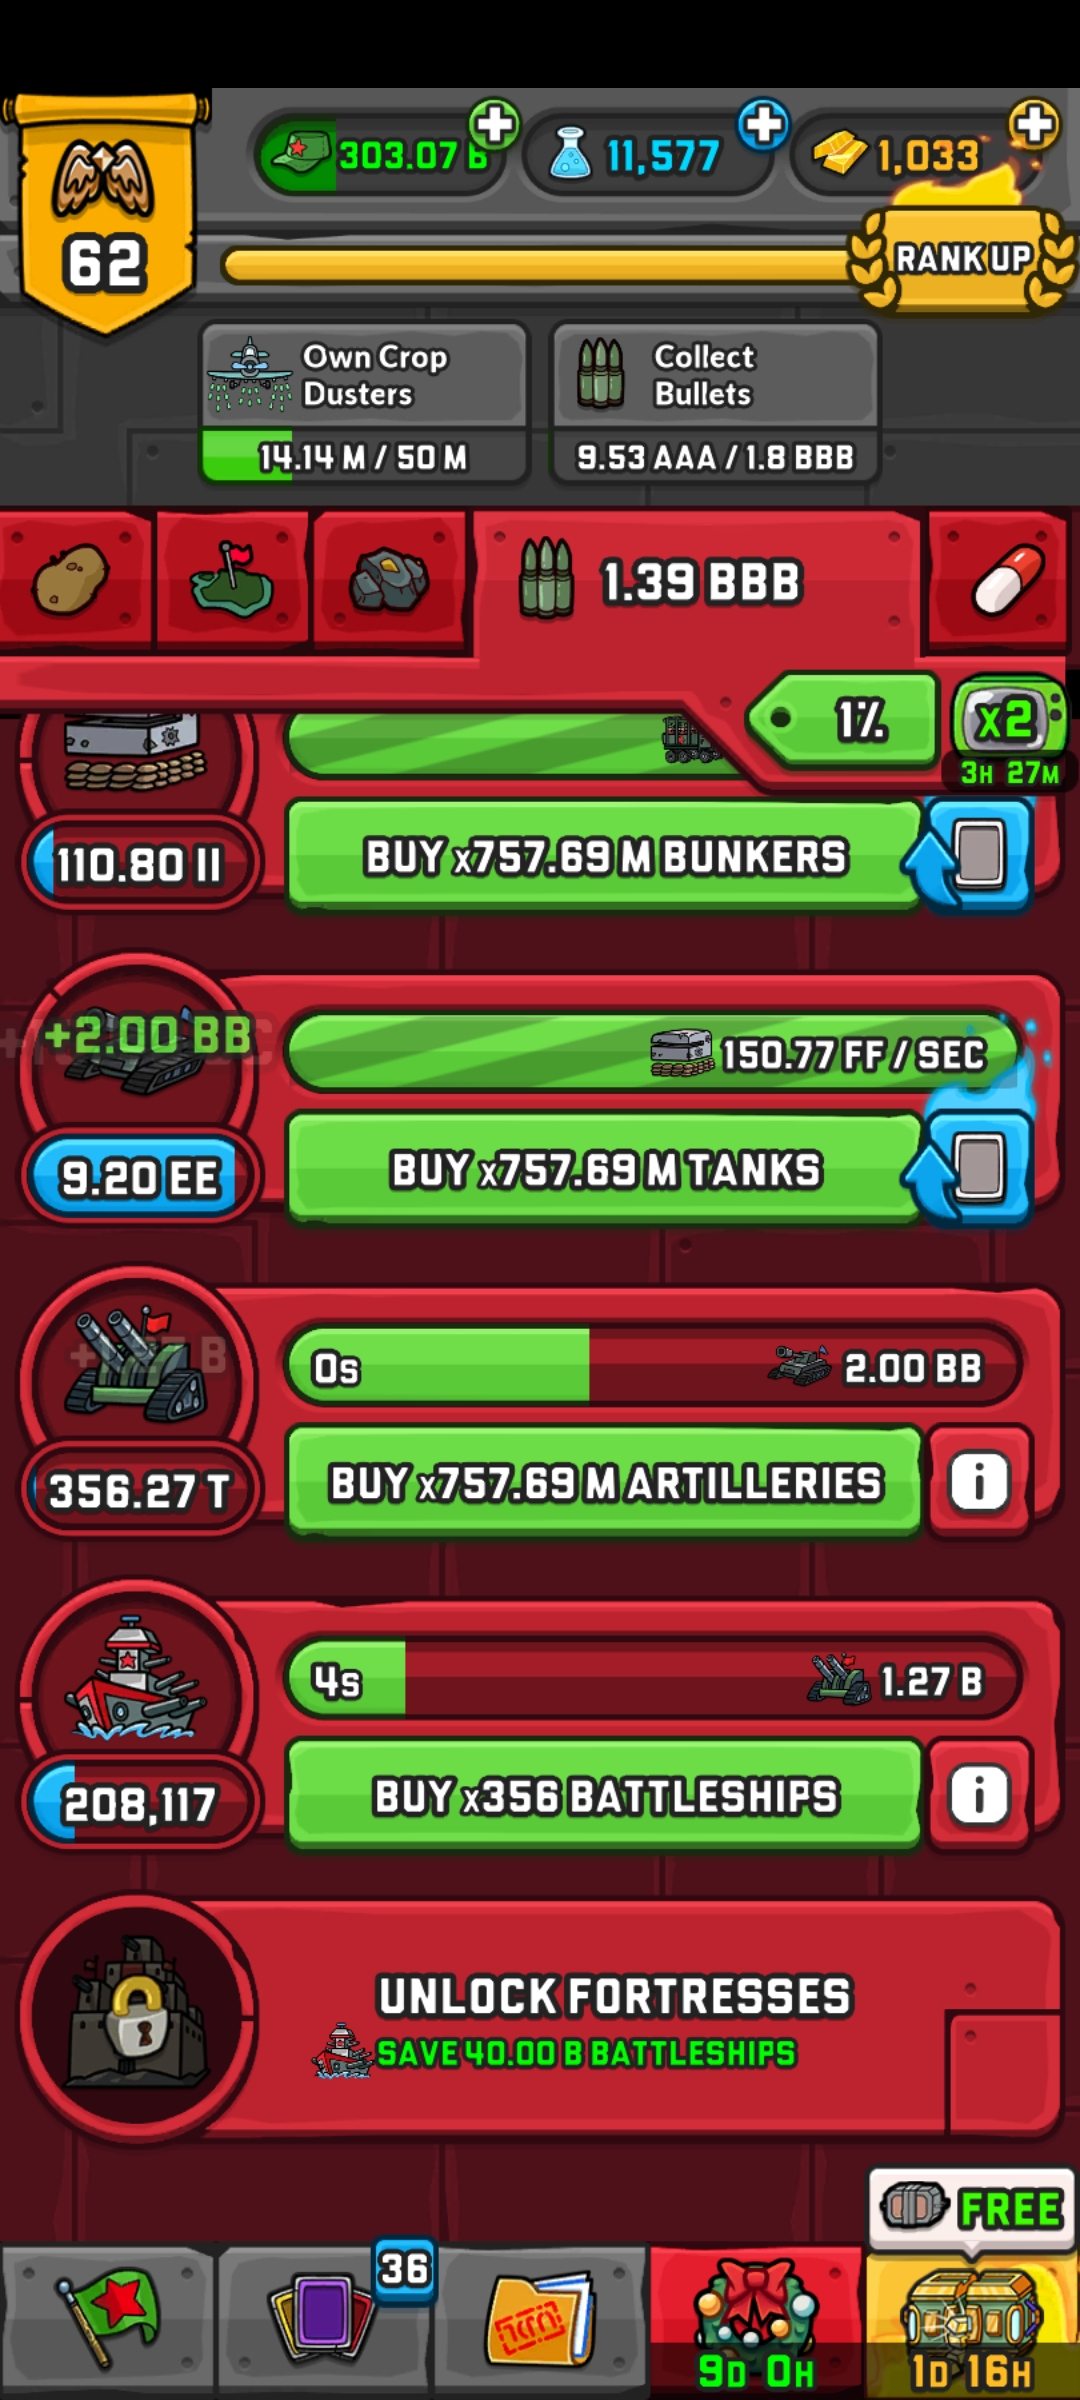 303.07 B
11,577
1,033
62
RANK UP
Own Crop
Dusters
Collect
Bullets
14.14 M / 50 M
9.53 AAA / 1.8 BBB
1.39 BBB
1%
x2
3H 27M
110.80 II
BUY x757.69 M BUNKERS
+2.00 BB
150.77 FF / SEC
9.20 EE
BUY x757.69 M TANKS
0s
2.00 BB
356.27 T
BUY x757.69 M ARTILLERIES
i
4s
1.27 B
208,117
BUY x356 BATTLESHIPS
i
UNLOCK FORTRESSES
SAVE 40.00 B BATTLESHIPS
FREE
36
9D 0H
1D 16H